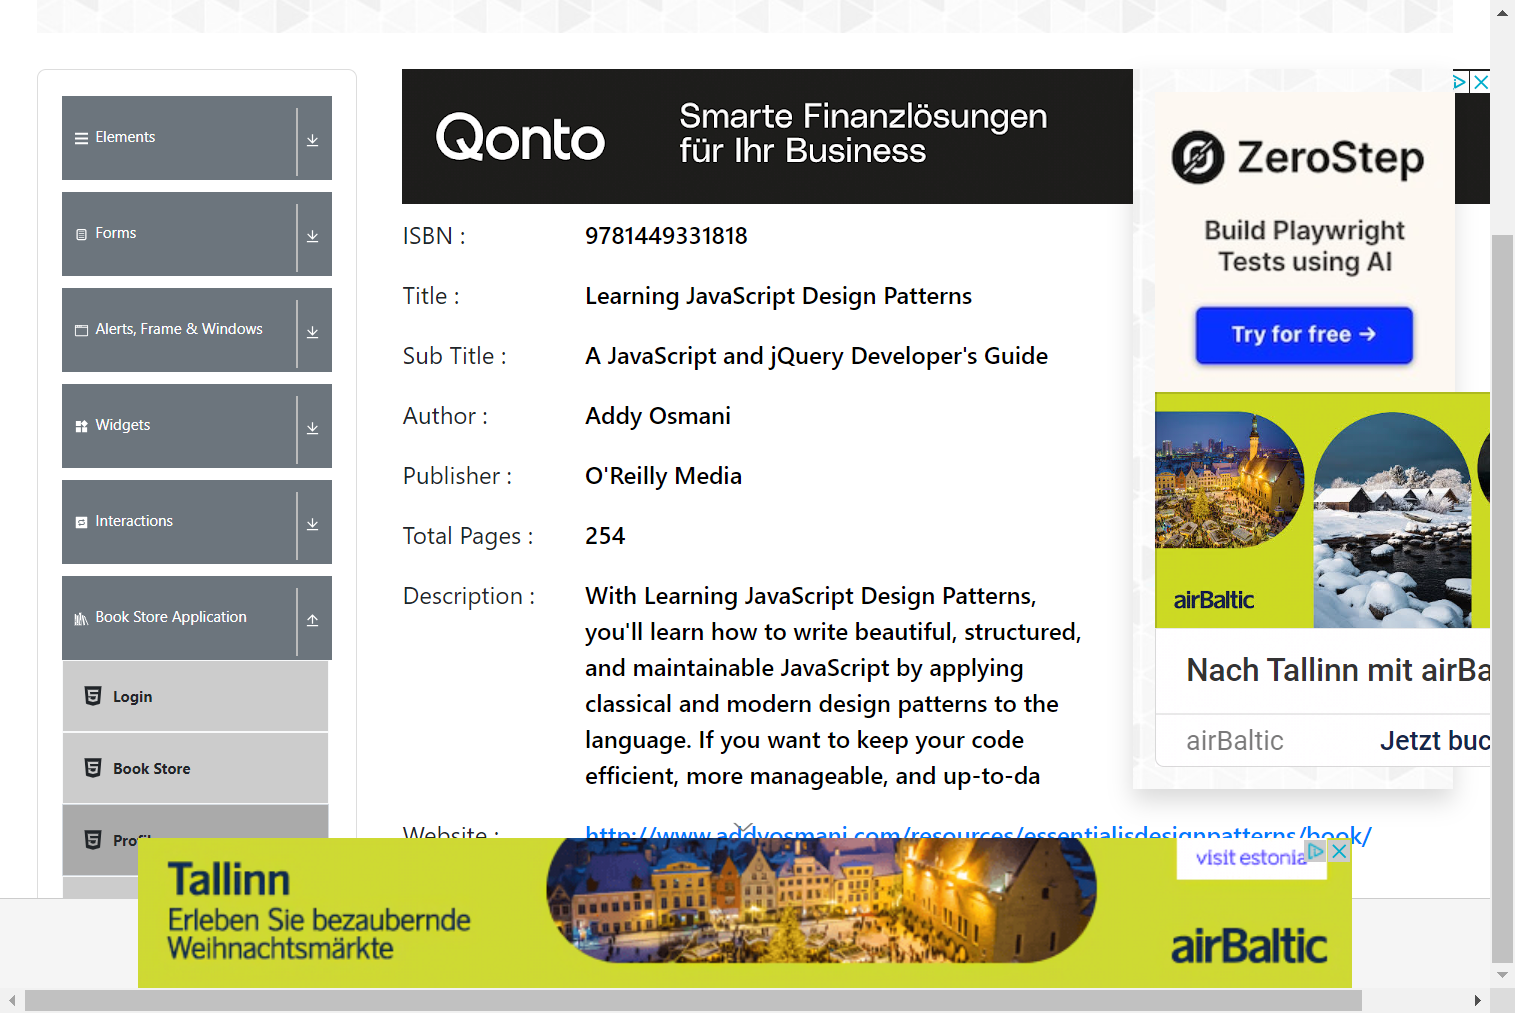 Elements
Forms
Alerts, Frame & Windows
Widgets
Interactions
Book Store Application
Login
Book Store
Profile
Qonto
Smarte Finanzlösungen
für Ihr Business
ISBN :
9781449331818
Title :
Learning JavaScript Design Patterns
Sub Title :
A JavaScript and jQuery Developer's Guide
Author :
Addy Osmani
Publisher :
O'Reilly Media
Total Pages :
254
Description :
With Learning JavaScript Design Patterns,
you'll learn how to write beautiful, structured,
and maintainable JavaScript by applying
classical and modern design patterns to the
language. If you want to keep your code
efficient, more manageable, and up-to-da
Website :
http://www.addyosmani.com/resources/essentialjsdesignpatterns/book/
ZeroStep
Build Playwright
Tests using AI
Try for free →
airBaltic
Nach Tallinn mit airBa
airBaltic
Jetzt buc
Tallinn
Erleben Sie bezaubernde
Weihnachtsmärkte
visit estonia
airBaltic